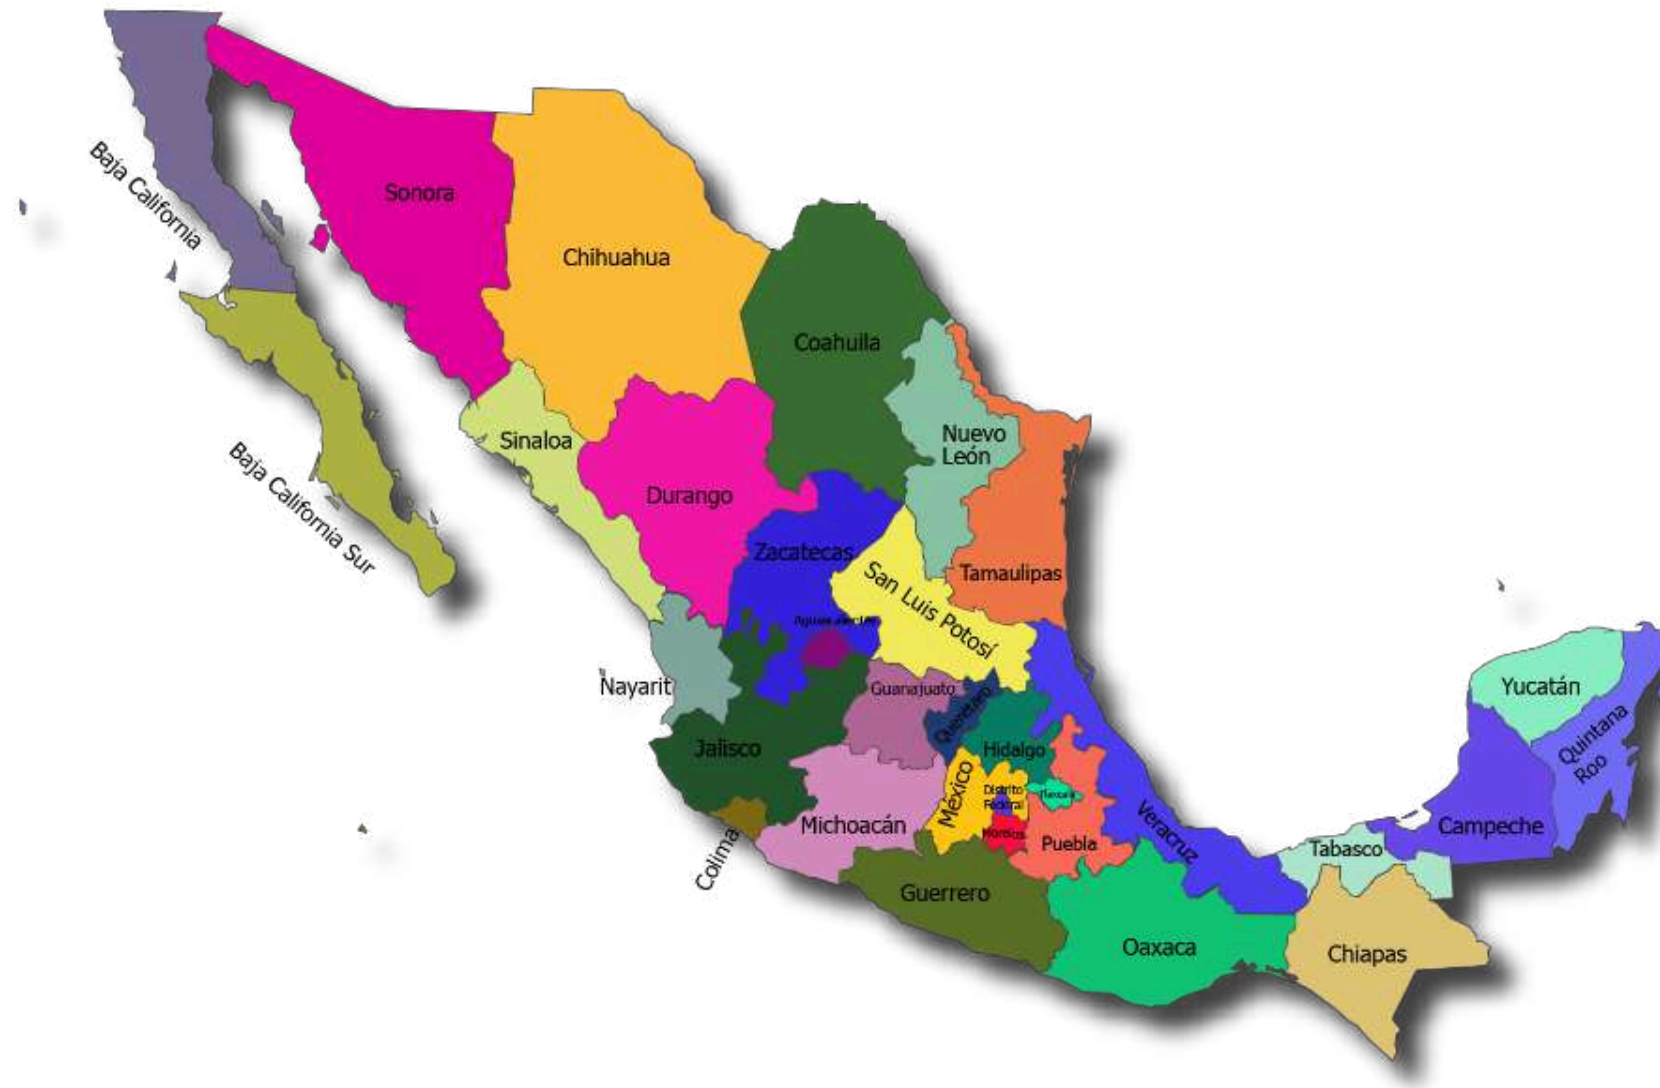 Baja California
Sonora
Chihuahua
Coahuila
Nuevo
León
Sinaloa
Durango
Baja California Sur
Zacatecas
Tamaulipas
San Luis Potosí
Aguascalientes
Nayarit
Guanajuato
Querétaro
Jalisco
Hidalgo
México
Distrito
Federal
Tlaxcala
Morelos
Puebla
Michoacán
Colima
Veracruz
Guerrero
Oaxaca
Yucatán
Quintana
Roo
Campeche
Tabasco
Chiapas